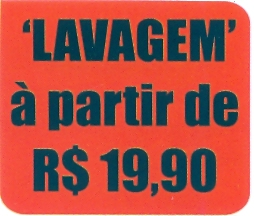 ‘LAVAGEM’
à partir de
R$ 19,90